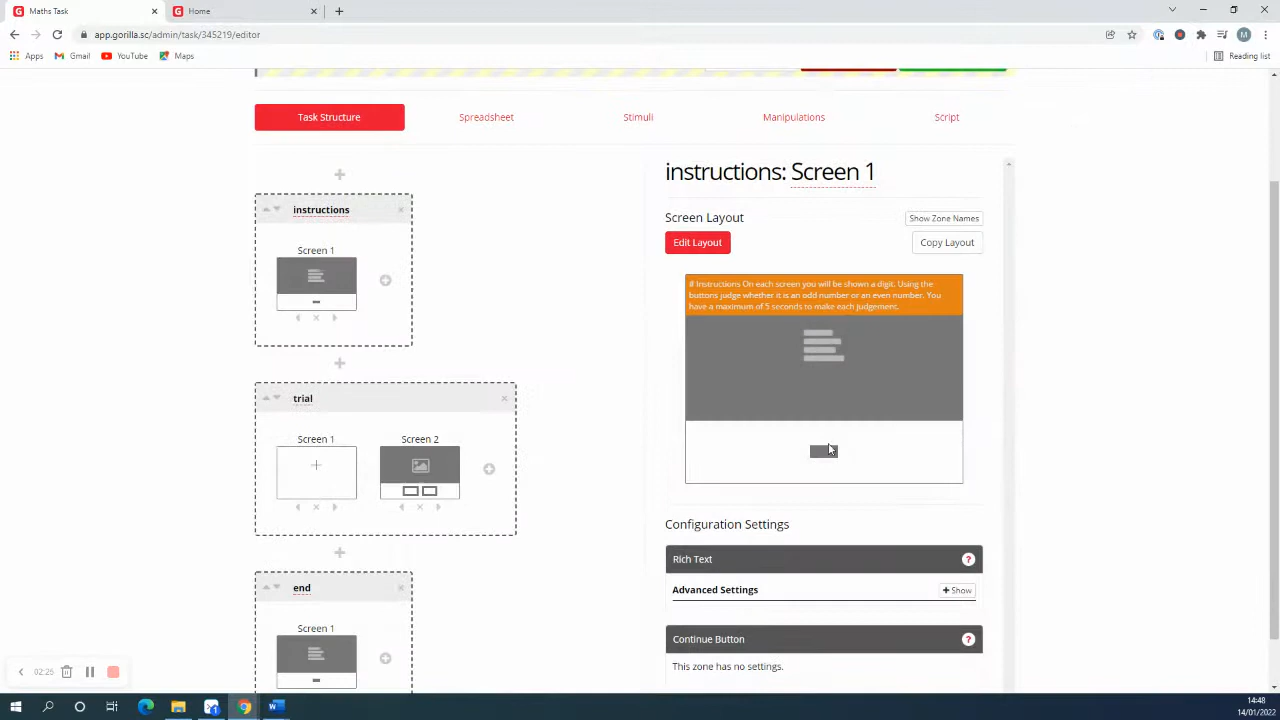 Maths Task
Home
app.gorilla.sc/admin/task/345219/editor
M
Apps
Gmail
YouTube
Maps
Reading list
Task Structure
Spreadsheet
Stimuli
Manipulations
Script
instructions
Screen 1
trial
Screen 1
Screen 2
end
Screen 1
instructions: Screen 1
Screen Layout
Show Zone Names
Edit Layout
Copy Layout
# Instructions On each screen you will be shown a digit. Using the
buttons judge whether it is an odd number or an even number. You
have a maximum of 5 seconds to make each judgement.
Configuration Settings
Rich Text
?
Advanced Settings
+ Show
Continue Button
?
This zone has no settings.
02:25
14:48
14/01/2022